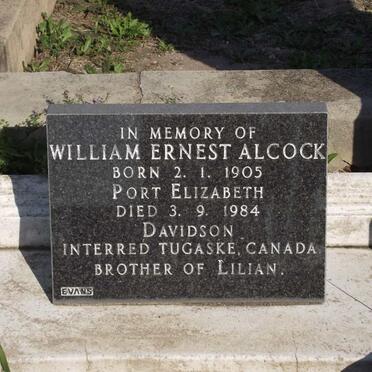 IN MEMORY OF
WILLIAM ERNEST ALCOCK
BORN 2. 1. 1905
PORT ELIZABETH
DIED 3. 9. 1984
DAVIDSON
INTERRED TUGASKE, CANADA
BROTHER OF LILIAN.
EVANS